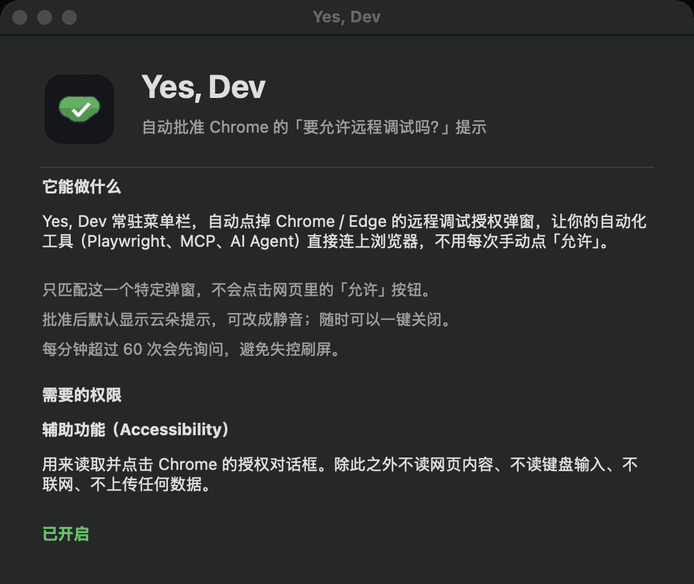 Yes, Dev
Yes, Dev
自动批准 Chrome 的「要允许远程调试吗？」提示
它能做什么
Yes, Dev 常驻菜单栏，自动点掉 Chrome / Edge 的远程调试授权弹窗，让你的自动化
工具（Playwright、MCP、AI Agent）直接连上浏览器，不用每次手动点「允许」。
只匹配这一个特定弹窗，不会点击网页里的「允许」按钮。
批准后默认显示云朵提示，可改成静音；随时可以一键关闭。
每分钟超过 60 次会先询问，避免失控刷屏。
需要的权限
辅助功能（Accessibility）
用来读取并点击 Chrome 的授权对话框。除此之外不读网页内容、不读键盘输入、不
联网、不上传任何数据。
已开启